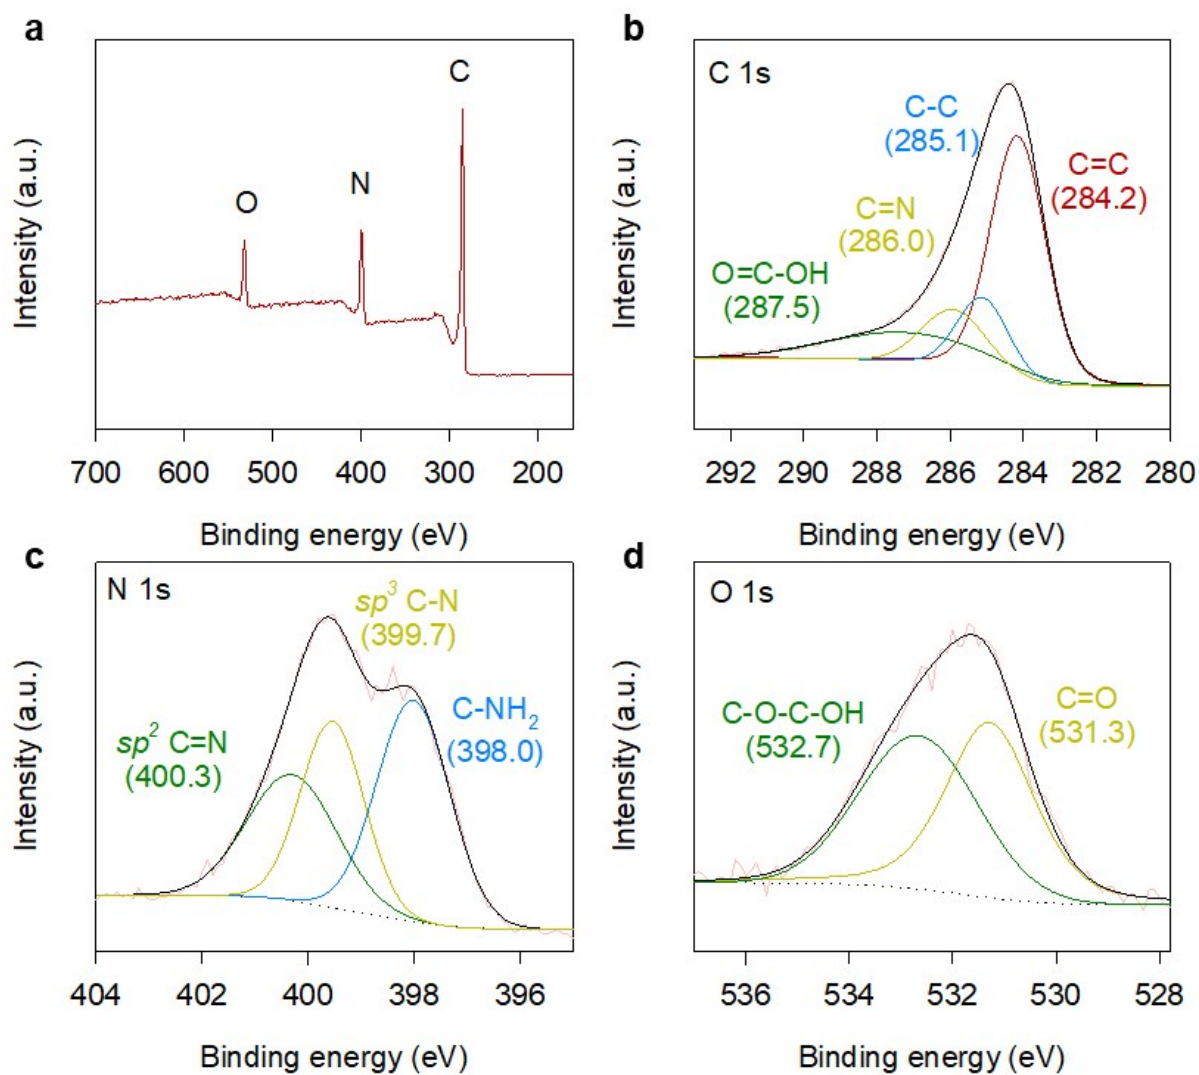 a
Intensity (a.u.)
O
N
C
700 600 500 400 300 200
Binding energy (eV)
b
Intensity (a.u.)
C 1s
C-C
(285.1)
C=C
(284.2)
C=N
(286.0)
O=C-OH
(287.5)
292 290 288 286 284 282 280
Binding energy (eV)
c
Intensity (a.u.)
N 1s
sp³ C-N
(399.7)
C-NH₂
(398.0)
sp² C=N
(400.3)
404 402 400 398 396
Binding energy (eV)
d
Intensity (a.u.)
O 1s
C-O-C-OH
(532.7)
C=O
(531.3)
536 534 532 530 528
Binding energy (eV)